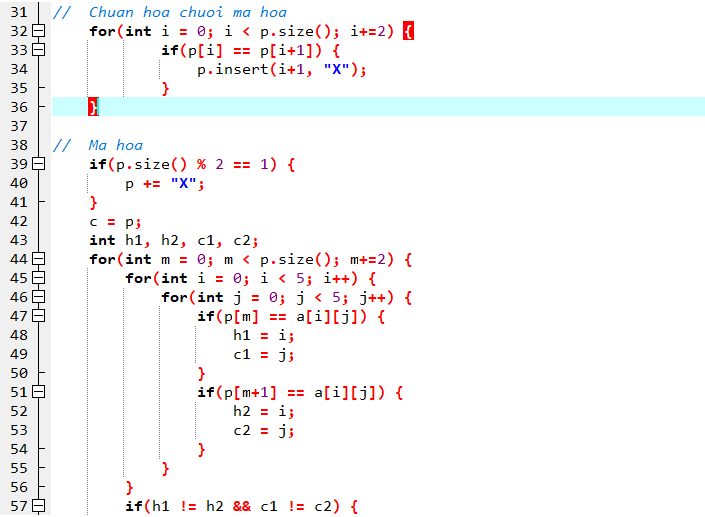 31 //  Chuan hoa chuoi ma hoa
32     for(int i = 0; i < p.size(); i+=2) {
33             if(p[i] == p[i+1]) {
34                 p.insert(i+1, "X");
35             }
36     }
37
38 //  Ma hoa
39     if(p.size() % 2 == 1) {
40         p += "X";
41     }
42     c = p;
43     int h1, h2, c1, c2;
44     for(int m = 0; m < p.size(); m+=2) {
45         for(int i = 0; i < 5; i++) {
46             for(int j = 0; j < 5; j++) {
47                 if(p[m] == a[i][j]) {
48                     h1 = i;
49                     c1 = j;
50                 }
51                 if(p[m+1] == a[i][j]) {
52                     h2 = i;
53                     c2 = j;
54                 }
55             }
56         }
57         if(h1 != h2 && c1 != c2) {